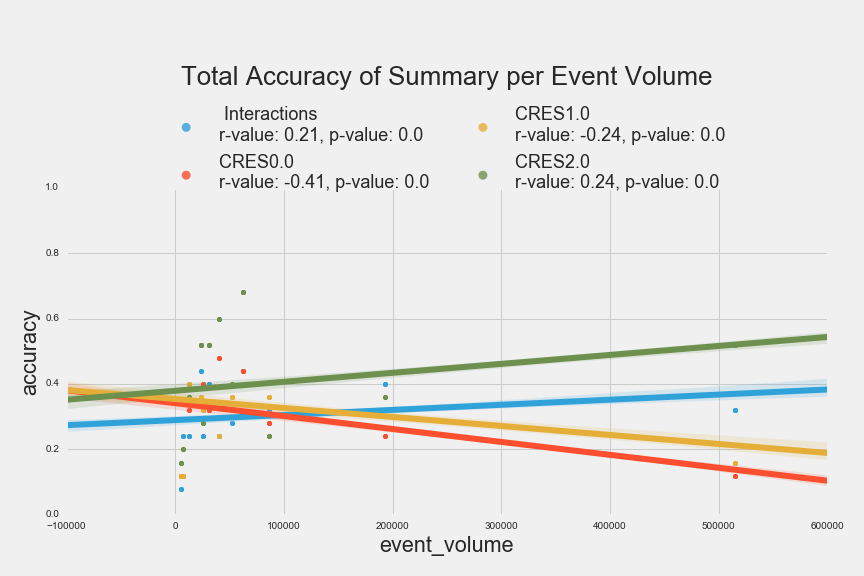 Total Accuracy of Summary per Event Volume
Interactions
r-value: 0.21, p-value: 0.0
CRES0.0
r-value: -0.41, p-value: 0.0
CRES1.0
r-value: -0.24, p-value: 0.0
CRES2.0
r-value: 0.24, p-value: 0.0
1.0
0.8
0.6
0.4
0.2
0.0
accuracy
−100000
0
100000
200000
300000
400000
500000
600000
event_volume